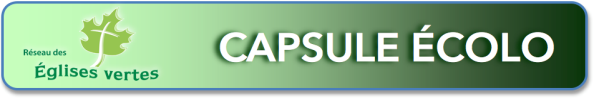 Réseau des
Églises vertes
CAPSULE ÉCOLO